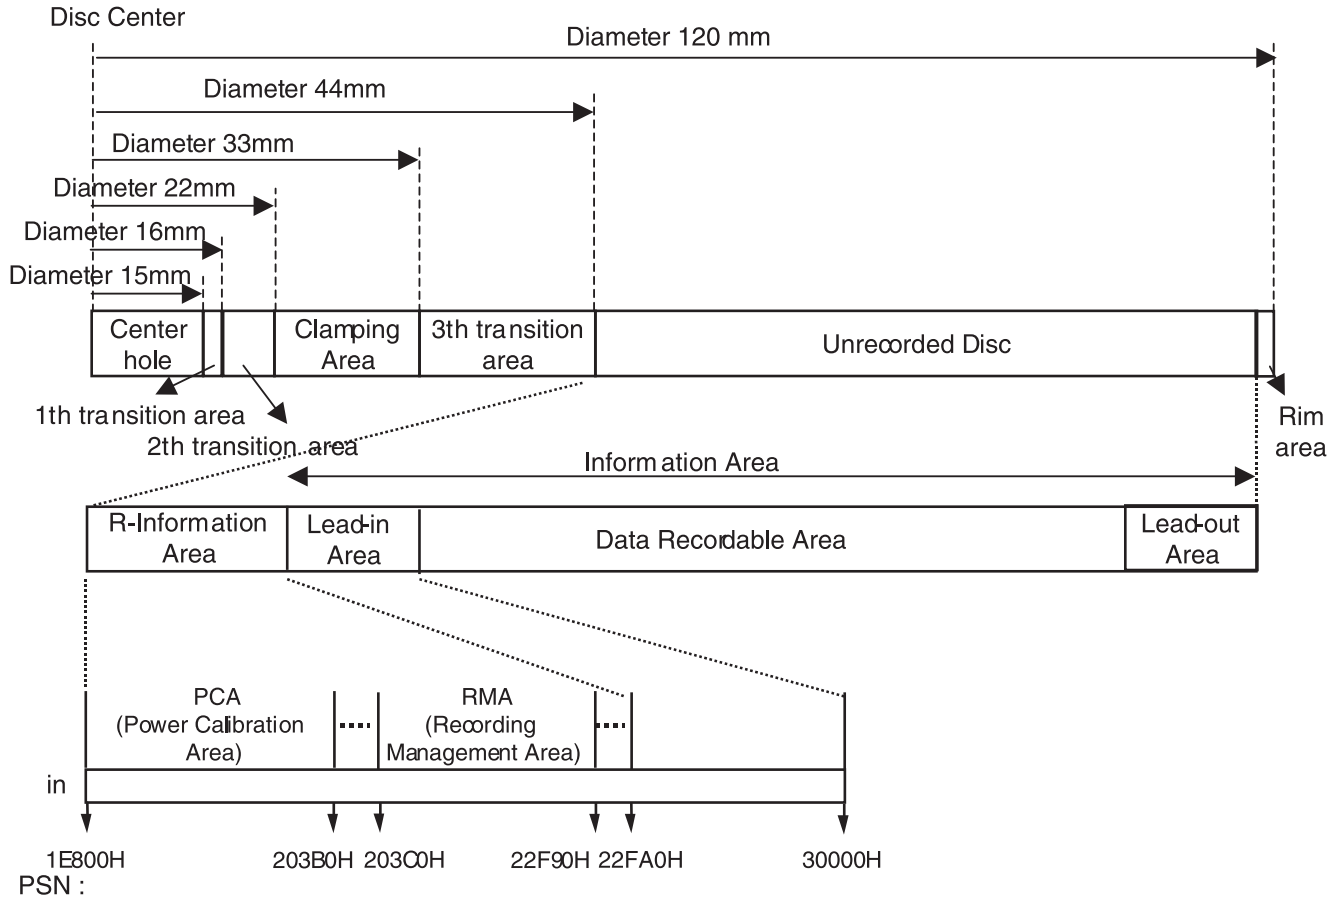 Disc Center
Diameter 120 mm
Diameter 44mm
Diameter 33mm
Diameter 22mm
Diameter 16mm
Diameter 15mm
Center
hole
Clamping
Area
3th transition
area
Unrecorded Disc
1th transition area
2th transition area
Rim
area
Information Area
R-Information
Area
Lead-in
Area
Data Recordable Area
Lead-out
Area
PCA
(Power Calibration
Area)
RMA
(Recording
Management Area)
in
1E800H
203B0H
203C0H
22F90H
22FA0H
30000H
PSN :